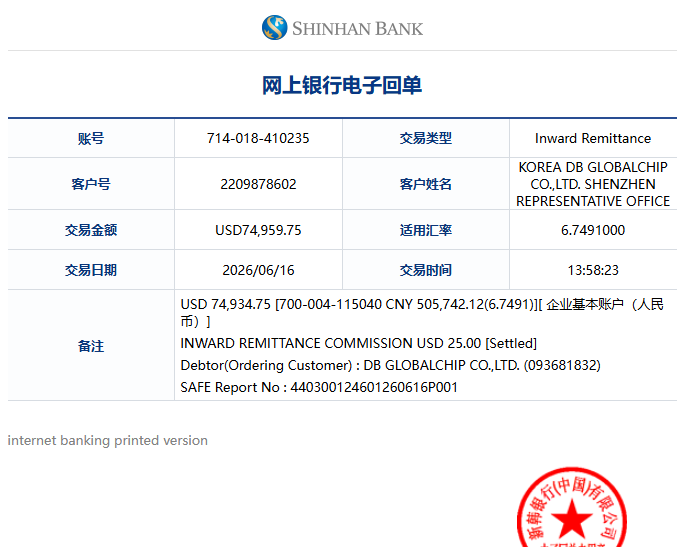 SHINHAN BANK
网上银行电子回单
账号 714-018-410235 交易类型 Inward Remittance
客户号 2209878602 客户姓名 KOREA DB GLOBALCHIP
CO.,LTD. SHENZHEN
REPRESENTATIVE OFFICE
交易金额 USD74,959.75 适用汇率 6.7491000
交易日期 2026/06/16 交易时间 13:58:23
备注
USD 74,934.75 [700-004-115040 CNY 505,742.12(6.7491)][ 企业基本账户（人民
币）]
INWARD REMITTANCE COMMISSION USD 25.00 [Settled]
Debtor(Ordering Customer) : DB GLOBALCHIP CO.,LTD. (093681832)
SAFE Report No : 440300124601260616P001
internet banking printed version
新韩银行(中国)有限公司